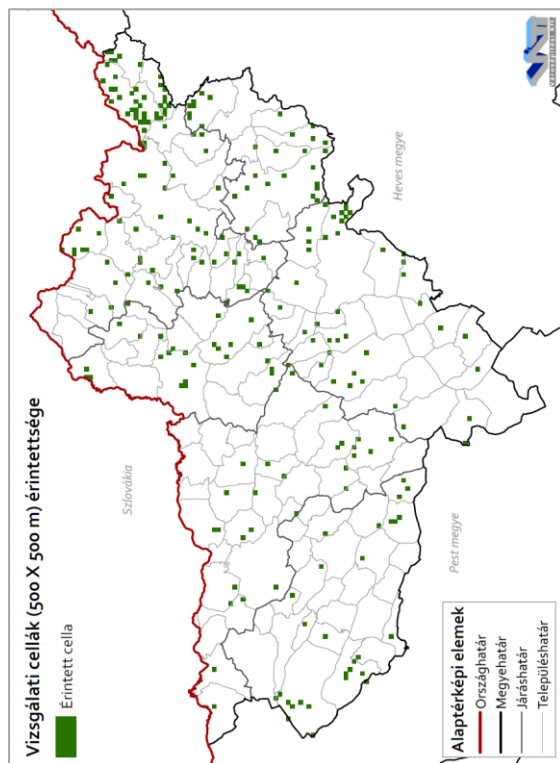 Vizsgálati cellák (500 X 500 m) érintettsége
Érintett cella
Szlovákia
Heves megye
Pest megye
Alaptérképi elemek
Országhatár
Megyehatár
Járáshatár
Településhatár